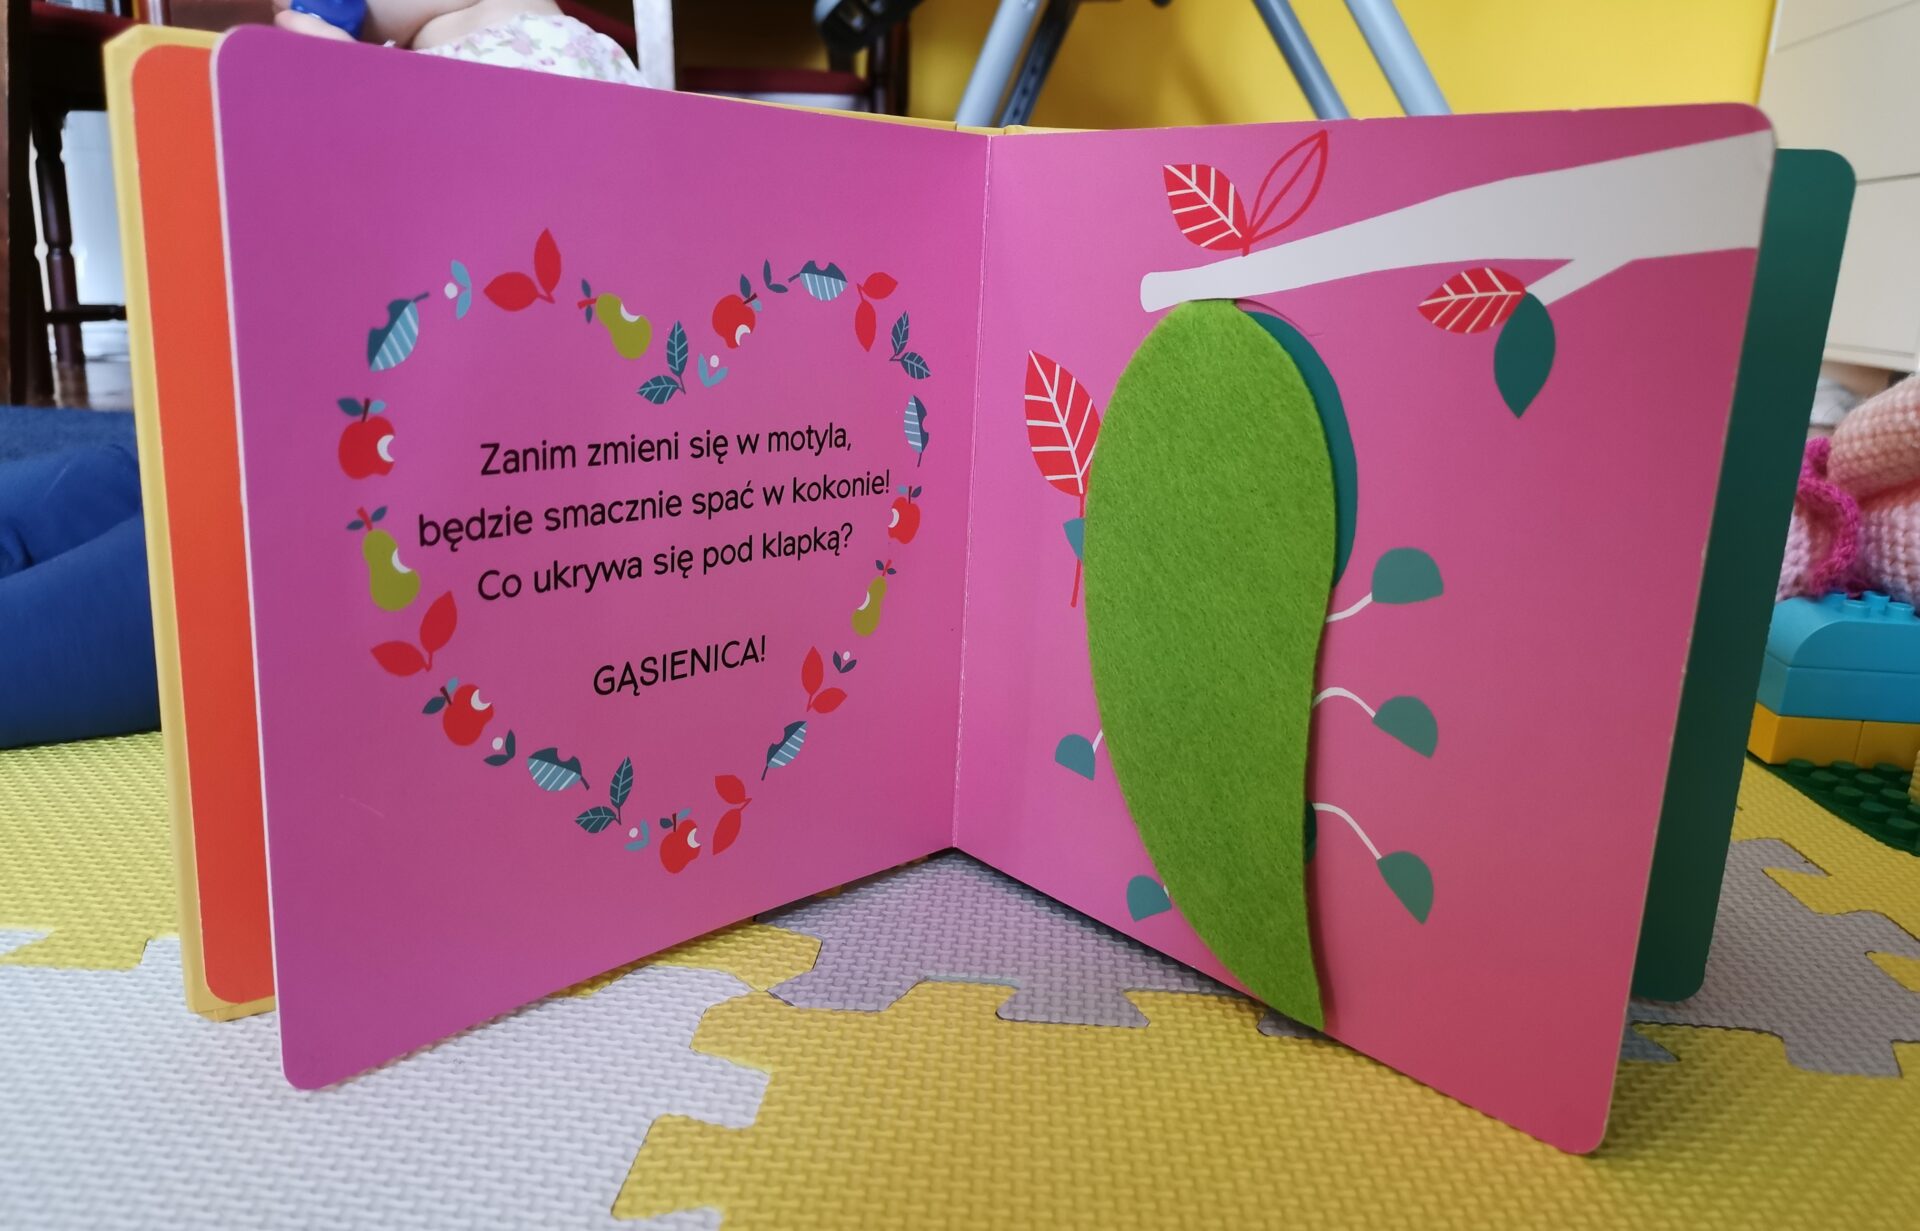 Zanim zmieni się w motyla,
będzie smacznie spać w kokonie!
Co ukrywa się pod klapką?
GĄSIENICA!